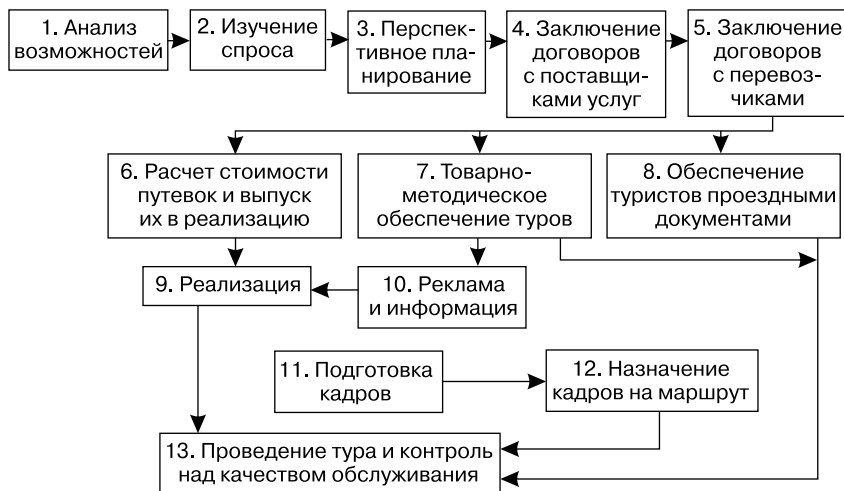 1. Анализ
возможностей
2. Изучение
спроса
3. Перспек-
тивное пла-
нирование
4. Заключение
договоров
с поставщи-
ками услуг
5. Заключение
договоров
с перевоз-
чиками
6. Расчет стоимости
путевок и выпуск
их в реализацию
7. Товарно-
методическое
обеспечение туров
8. Обеспечение
туристов проездными
документами
9. Реализация
10. Реклама
и информация
11. Подготовка
кадров
12. Назначение
кадров на маршрут
13. Проведение тура и контроль
над качеством обслуживания